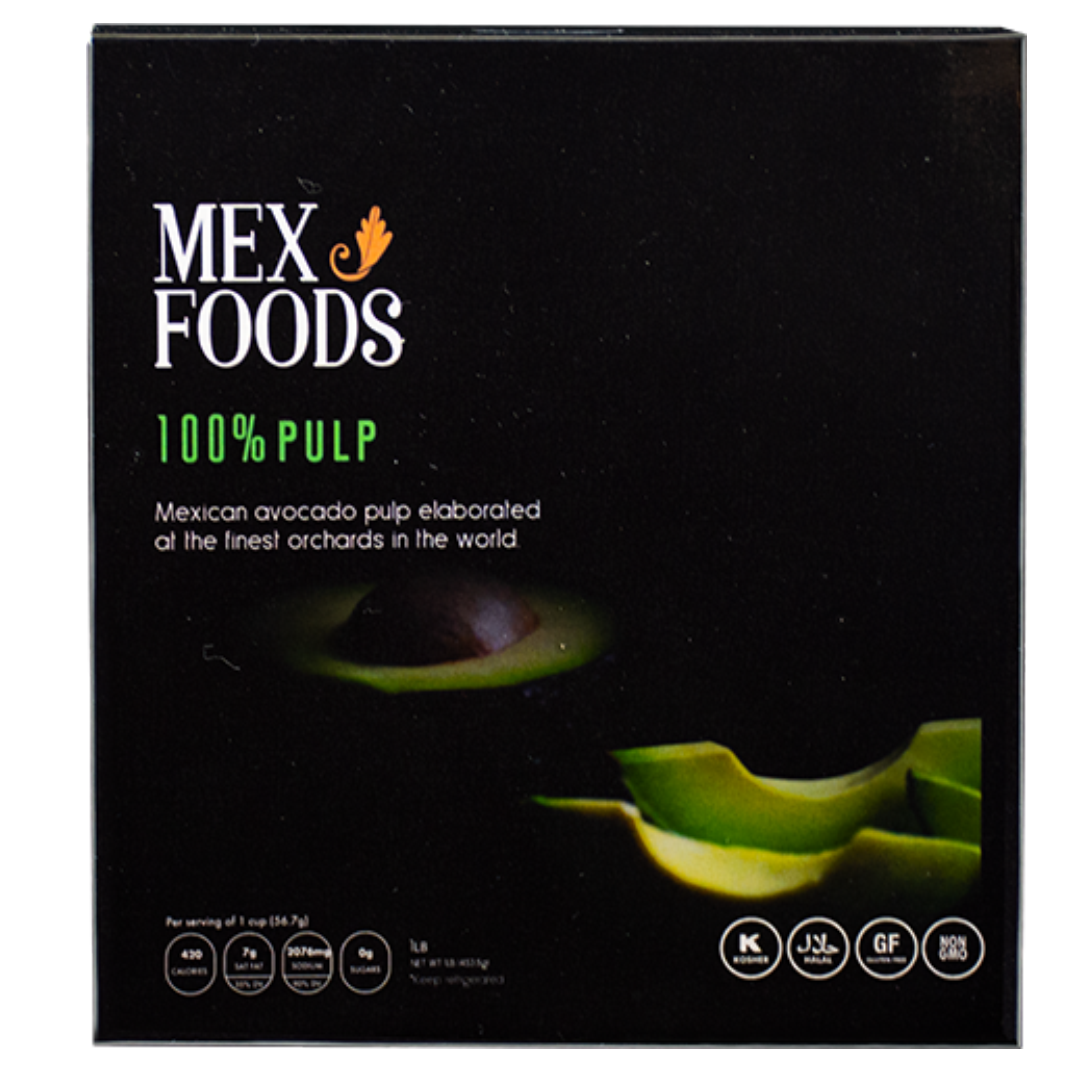 MEX
FOODS
100% PULP
Mexican avocado pulp elaborated
at the finest orchards in the world.
Per serving of 1 cup (56.7g)
420
CALORIES
7g
SAT FAT
2076mg
SODIUM
0g
SUGARS
1LB
*Keep refrigerated
K
KOSHER
حلال
HALAL
GF
GLUTEN FREE
NON
GMO